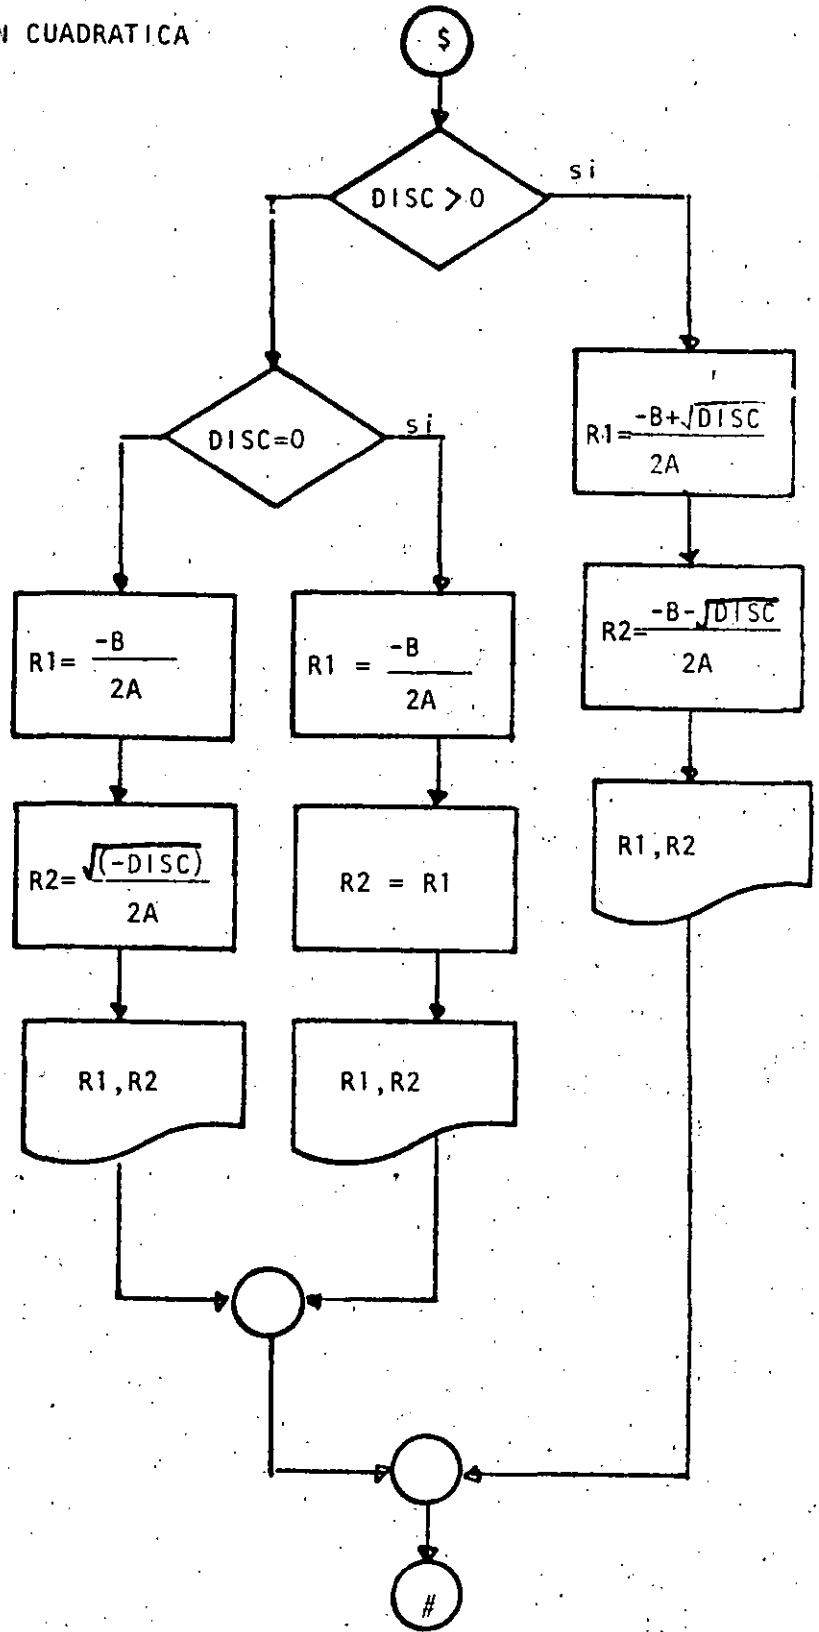 N CUADRATICA
$
DISC > 0
si
DISC=0
si
R1= -B+√DISC
2A
R2= -B-√DISC
2A
R1,R2
R1= -B
2A
R2= √(-DISC)
2A
R1,R2
R1 = -B
2A
R2 = R1
R1,R2
#